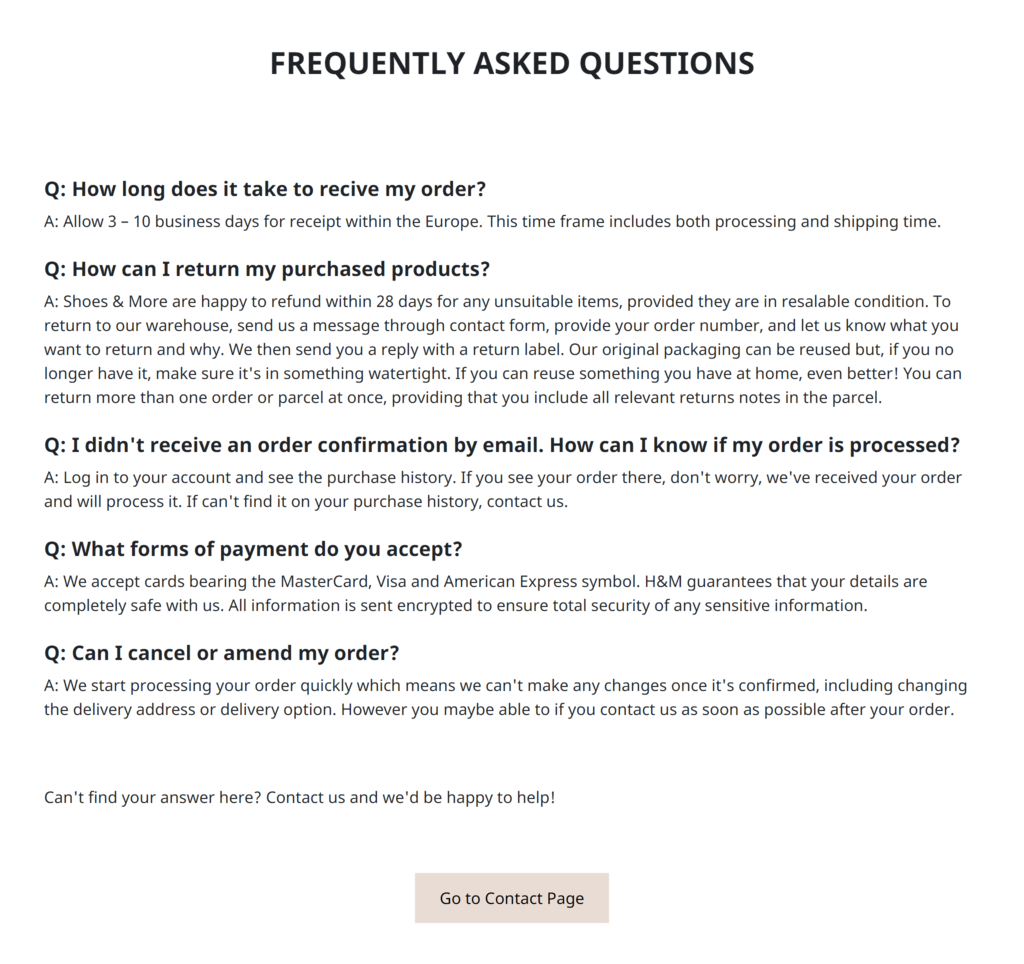 FREQUENTLY ASKED QUESTIONS
Q: How long does it take to recive my order?
A: Allow 3 – 10 business days for receipt within the Europe. This time frame includes both processing and shipping time.
Q: How can I return my purchased products?
A: Shoes & More are happy to refund within 28 days for any unsuitable items, provided they are in resalable condition. To
return to our warehouse, send us a message through contact form, provide your order number, and let us know what you
want to return and why. We then send you a reply with a return label. Our original packaging can be reused but, if you no
longer have it, make sure it's in something watertight. If you can reuse something you have at home, even better! You can
return more than one order or parcel at once, providing that you include all relevant returns notes in the parcel.
Q: I didn't receive an order confirmation by email. How can I know if my order is processed?
A: Log in to your account and see the purchase history. If you see your order there, don't worry, we've received your order
and will process it. If can't find it on your purchase history, contact us.
Q: What forms of payment do you accept?
A: We accept cards bearing the MasterCard, Visa and American Express symbol. H&M guarantees that your details are
completely safe with us. All information is sent encrypted to ensure total security of any sensitive information.
Q: Can I cancel or amend my order?
A: We start processing your order quickly which means we can't make any changes once it's confirmed, including changing
the delivery address or delivery option. However you maybe able to if you contact us as soon as possible after your order.
Can't find your answer here? Contact us and we'd be happy to help!
Go to Contact Page